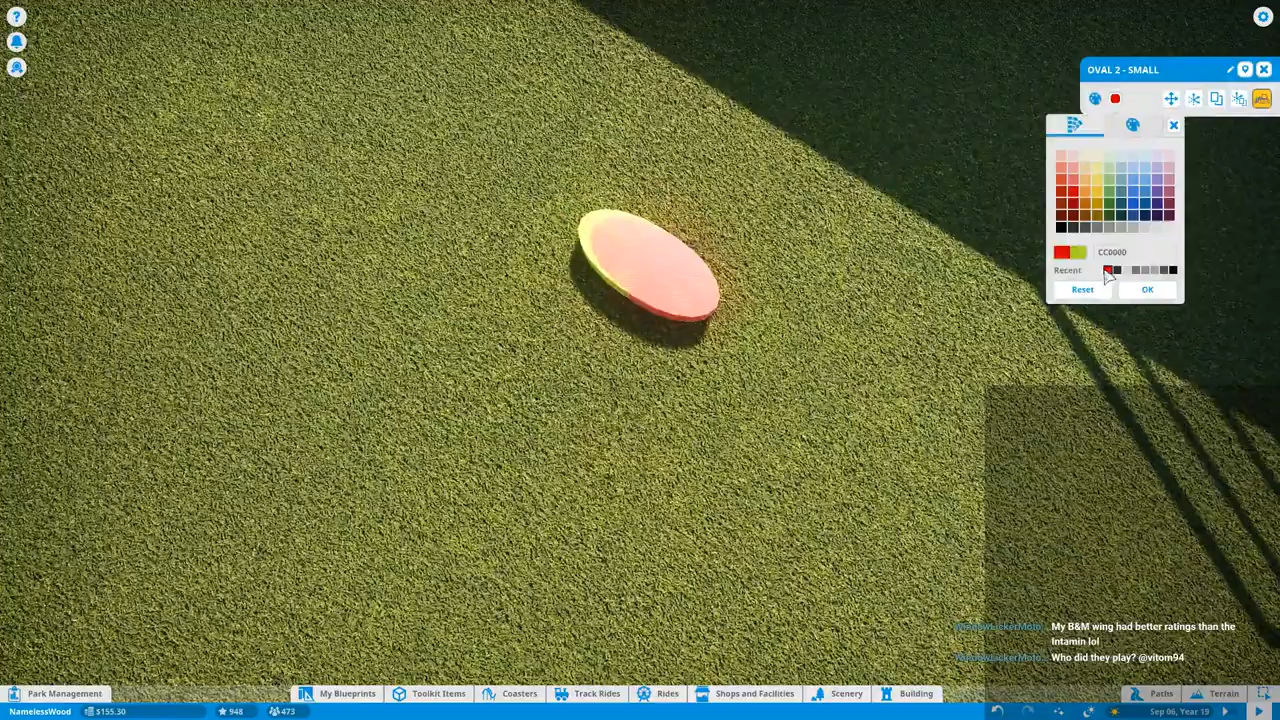 OVAL 2 - SMALL
CC0000
Recent
Reset
OK
My B&M wing had better ratings than the
Intamin lol
Who did they play? @vitom94
Park Management
My Blueprints
Toolkit Items
Coasters
Track Rides
Rides
Shops and Facilities
Scenery
Building
Paths
Terrain
NamelessWood
$155.30
948
473
Sep 06, Year 19